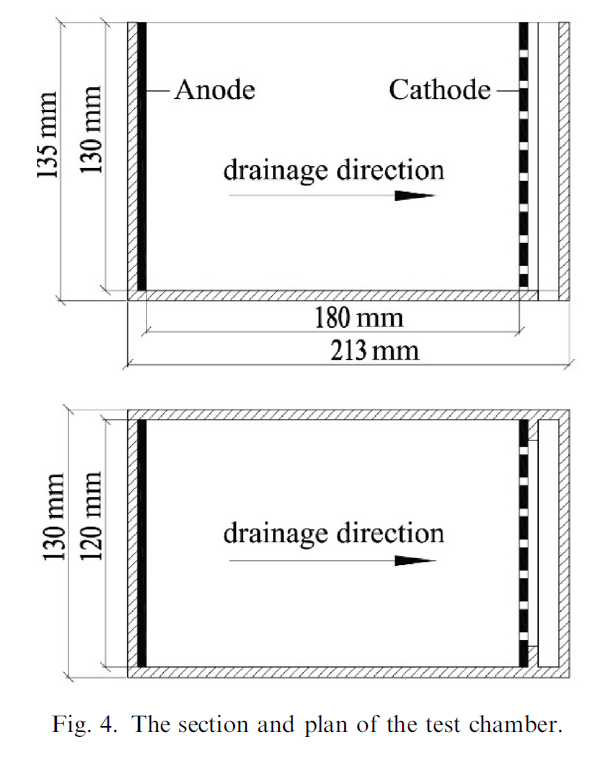 135 mm
130 mm
Anode
Cathode
drainage direction
180 mm
213 mm
130 mm
120 mm
drainage direction
Fig. 4. The section and plan of the test chamber.